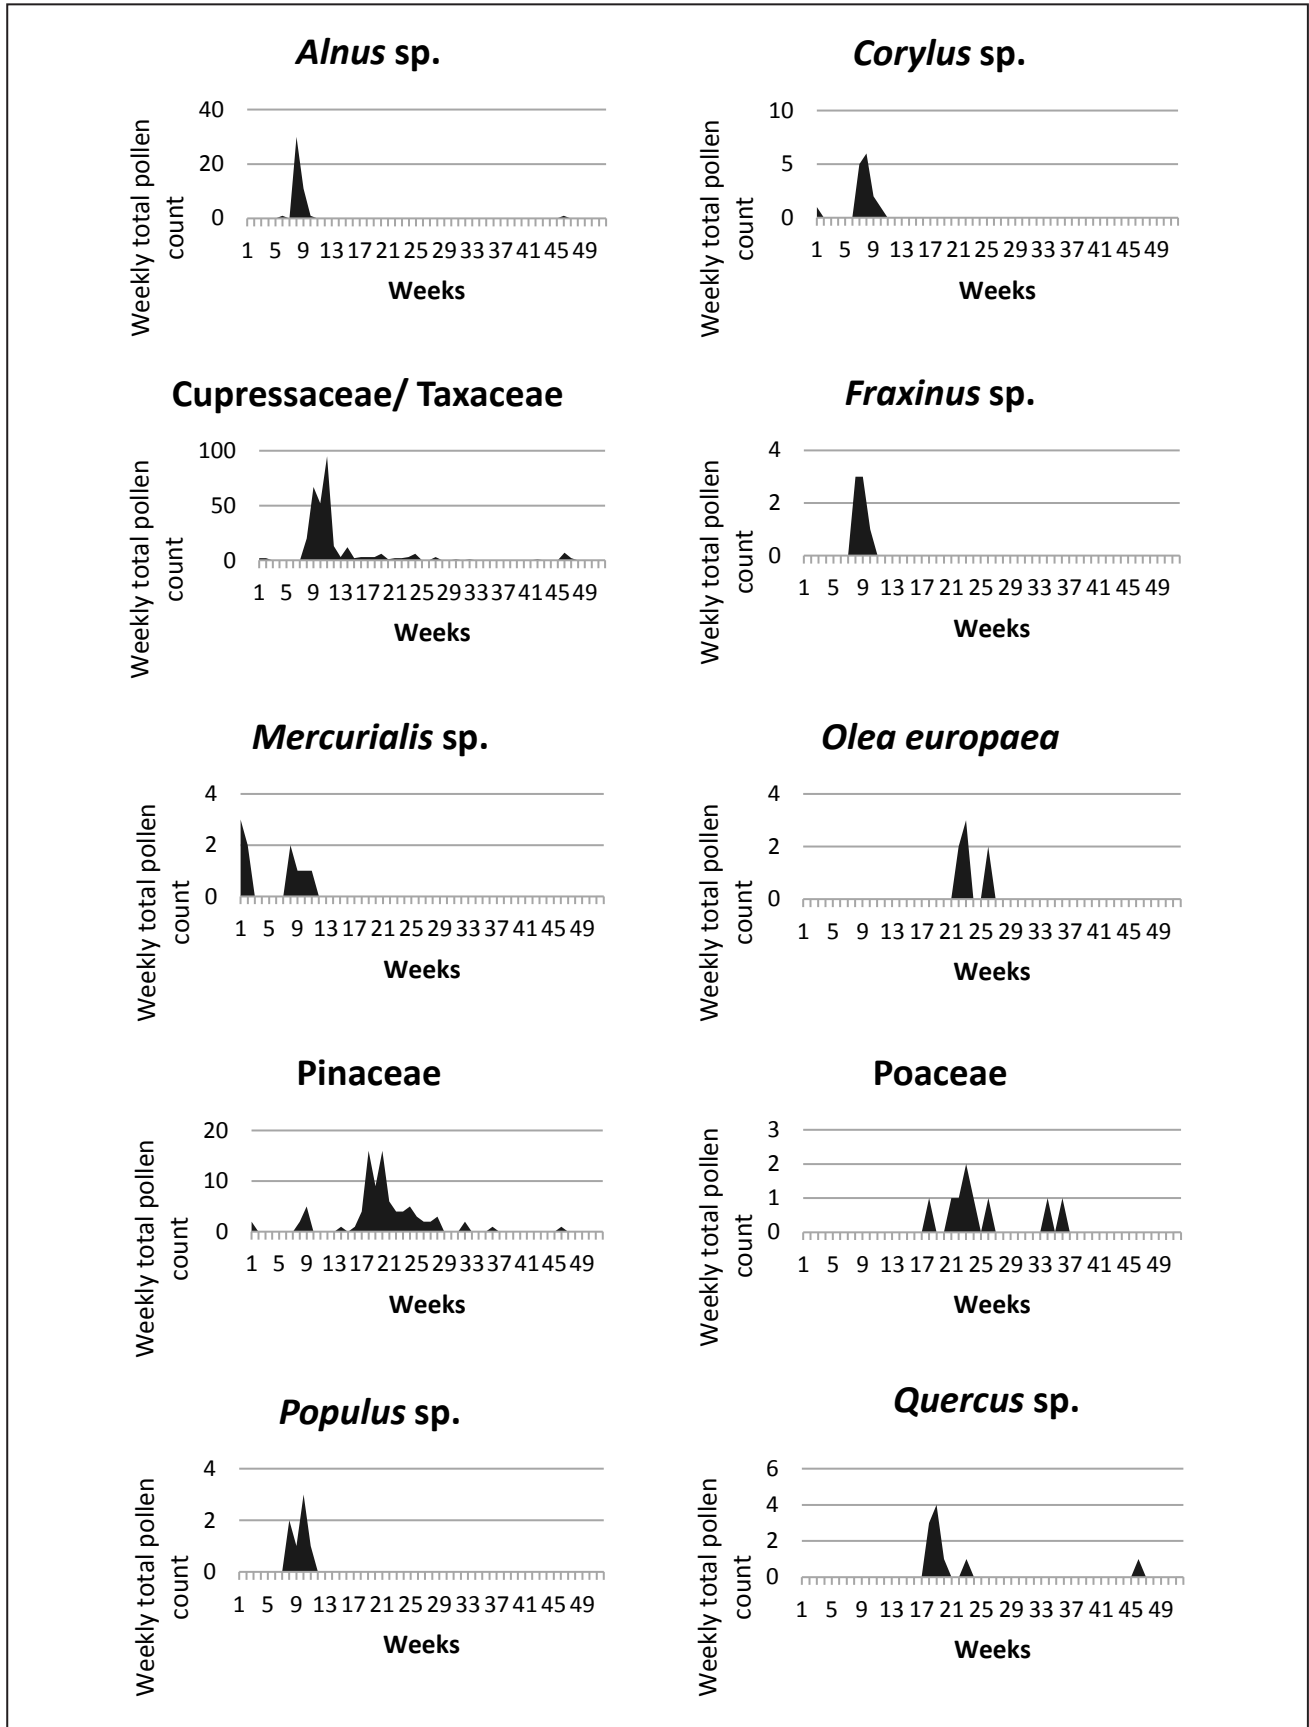 Alnus sp.
Weekly total pollen
count
40
20
0
1 5 9 13 17 21 25 29 33 37 41 45 49
Weeks
Corylus sp.
Weekly total pollen
count
10
5
0
1 5 9 13 17 21 25 29 33 37 41 45 49
Weeks
Cupressaceae/ Taxaceae
Weekly total pollen
count
100
50
0
1 5 9 13 17 21 25 29 33 37 41 45 49
Weeks
Fraxinus sp.
Wekly total pollen
count
4
2
0
1 5 9 13 17 21 25 29 33 37 41 45 49
Weeks
Mercurialis sp.
Weekly total pollen
count
4
2
0
1 5 9 13 17 21 25 29 33 37 41 45 49
Weeks
Olea europaea
Weekly total pollen
count
4
2
0
1 5 9 13 17 21 25 29 33 37 41 45 49
Weeks
Pinaceae
Weekly total pollen
count
20
10
0
1 5 9 13 17 21 25 29 33 37 41 45 49
Weeks
Poaceae
Weekly total pollen
count
3
2
1
0
1 5 9 13 17 21 25 29 33 37 41 45 49
Weeks
Populus sp.
Weekly total pollen
count
4
2
0
1 5 9 13 17 21 25 29 33 37 41 45 49
Weeks
Quercus sp.
Weekly total pollen
count
6
4
2
0
1 5 9 13 17 21 25 29 33 37 41 45 49
Weeks